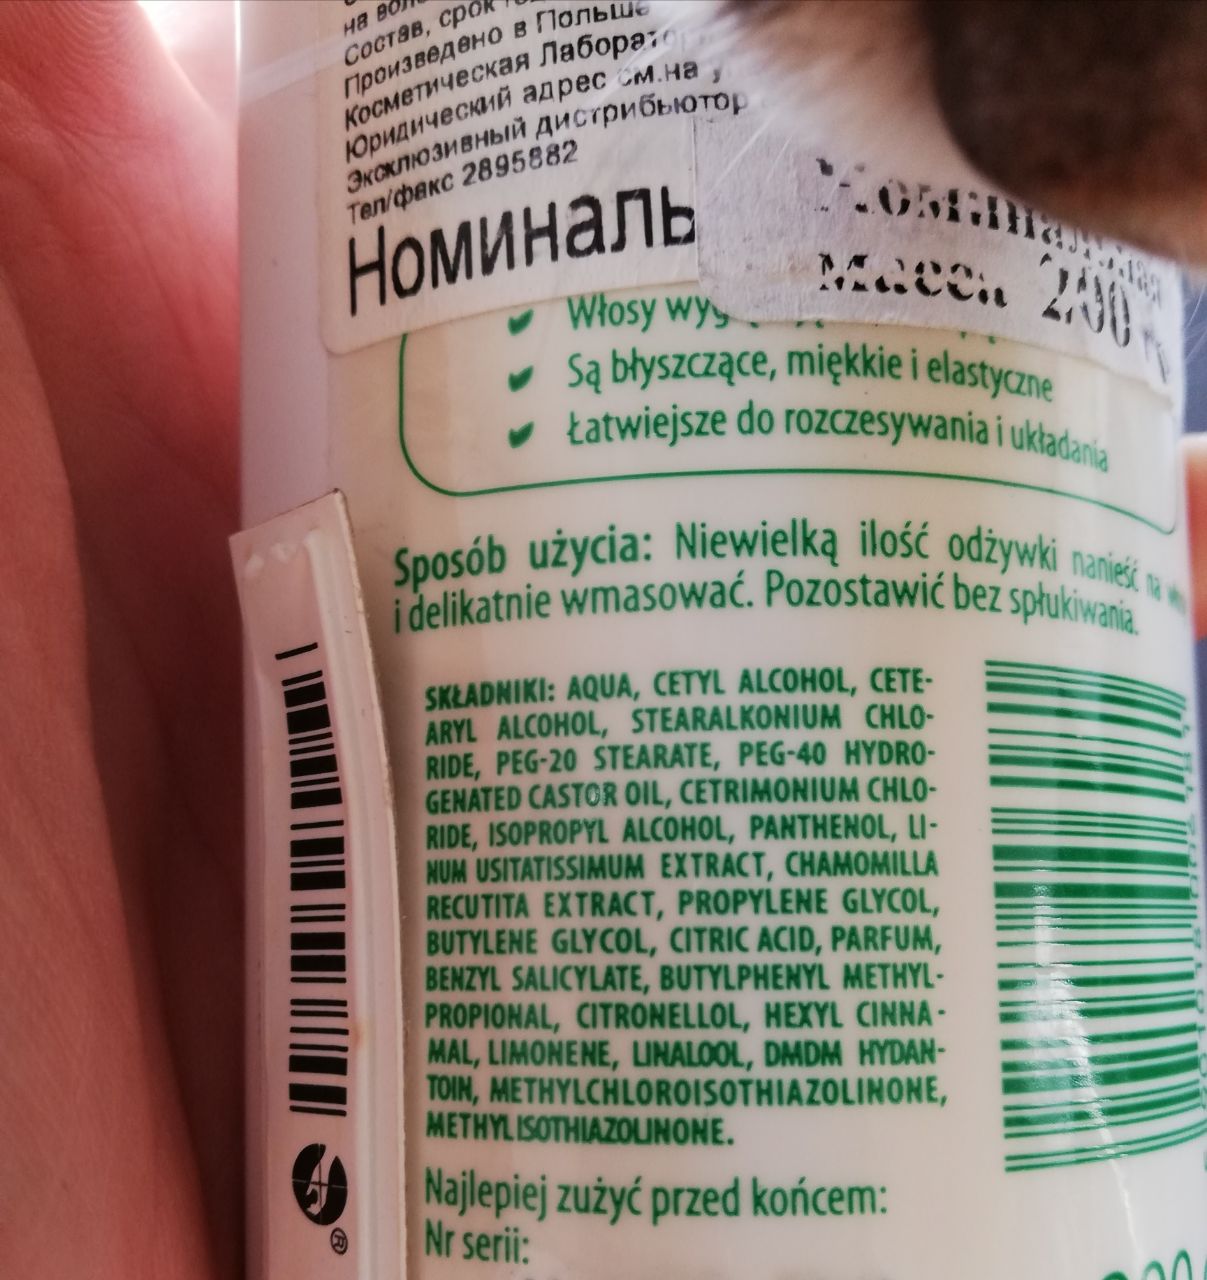 Состав, срок
Произведено в Польше
Косметическая
Юридический адрес см.на
Эксклюзивный дистрибьютор
Тел/факс 2895882
Масса 200
Włosy
Są błyszczące, miękkie i elastyczne
Łatwiejsze do rozczesywania i układania
Sposób użycia: Niewielką ilość odżywki nanieść na
i delikatnie wmasować. Pozostawić bez spłukiwania.
SKŁADNIKI: AQUA, CETYL ALCOHOL, CETE-
ARYL ALCOHOL, STEARALKONIUM CHLO-
RIDE, PEG-20 STEARATE, PEG-40 HYDRO-
GENATED CASTOR OIL, CETRIMONIUM CHLO-
RIDE, ISOPROPYL ALCOHOL, PANTHENOL, LI-
NUM USITATISSIMUM EXTRACT, CHAMOMILLA
RECUTITA EXTRACT, PROPYLENE GLYCOL,
BUTYLENE GLYCOL, CITRIC ACID, PARFUM,
BENZYL SALICYLATE, BUTYLPHENYL METHYL-
PROPIONAL, CITRONELLOL, HEXYL CINNA-
MAL, LIMONENE, LINALOOL, DMDM HYDAN-
TOIN, METHYLCHLOROISOTHIAZOLINONE,
METHYLISOTHIAZOLINONE.
Najlepiej zużyć przed końcem:
Nr serii: